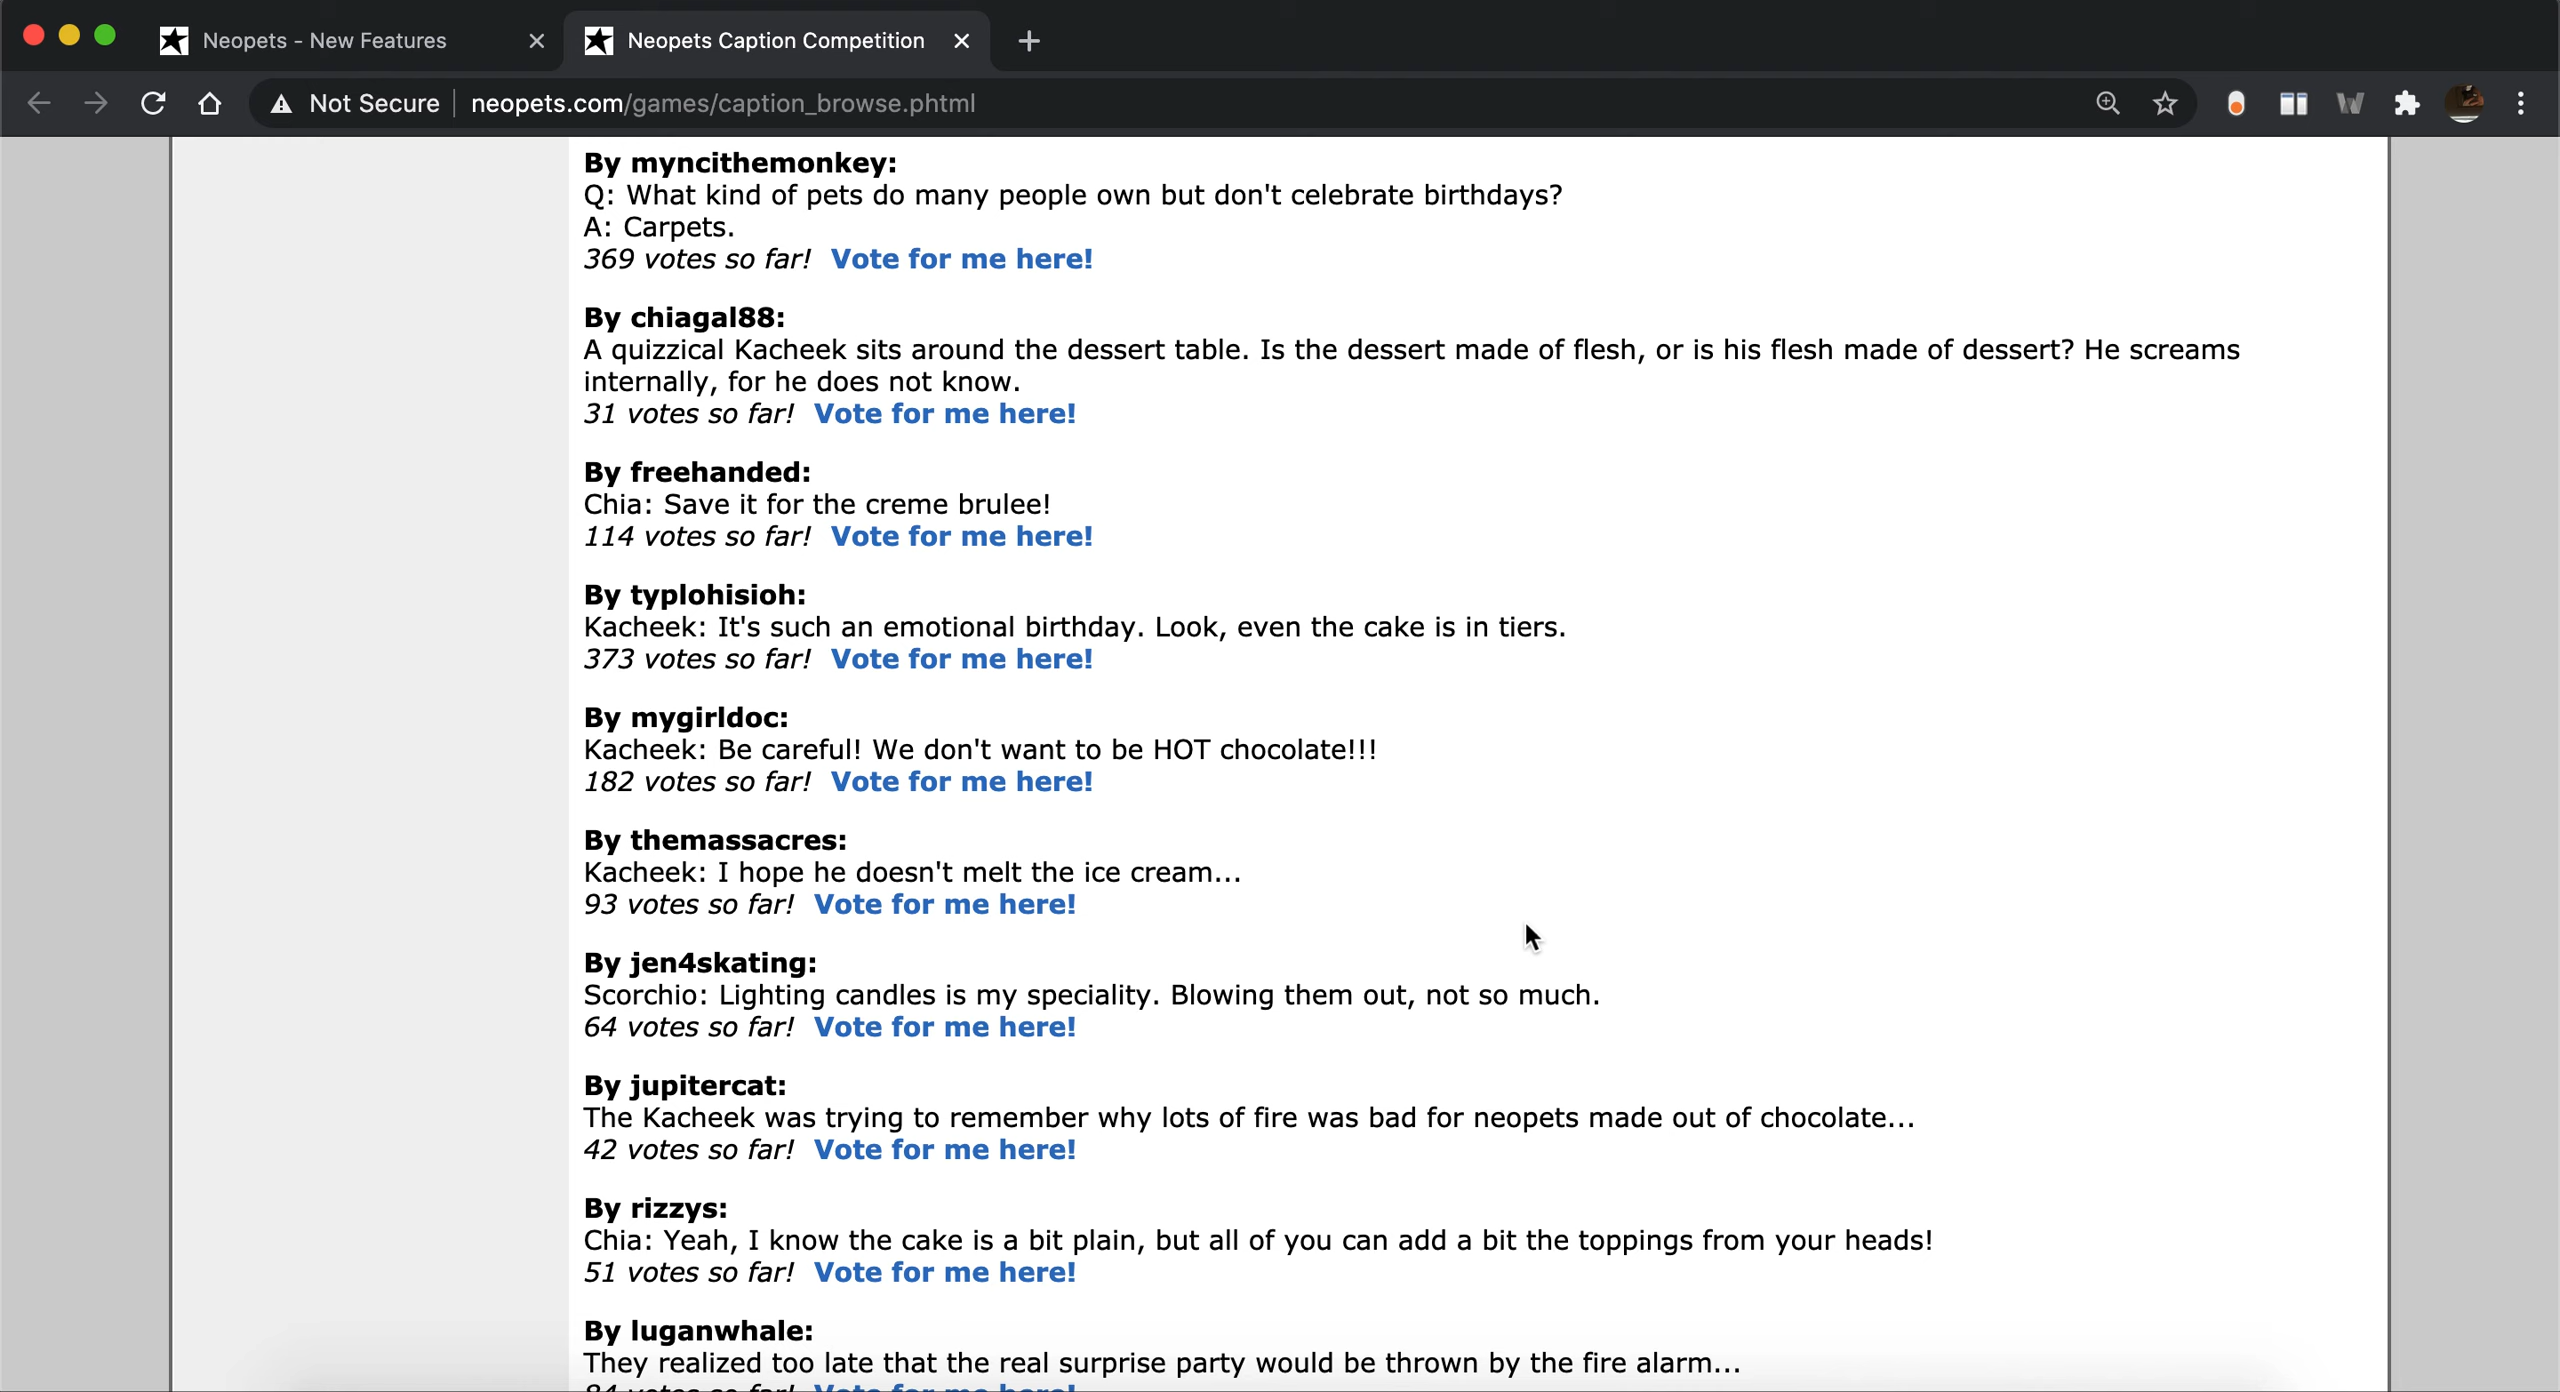 Neopets - New Features
Neopets Caption Competition
Not Secure neopets.com/games/caption_browse.phtml
By myncithemonkey:
Q: What kind of pets do many people own but don't celebrate birthdays?
A: Carpets.
369 votes so far! Vote for me here!
By chiagal88:
A quizzical Kacheek sits around the dessert table. Is the dessert made of flesh, or is his flesh made of dessert? He screams
internally, for he does not know.
31 votes so far! Vote for me here!
By freehanded:
Chia: Save it for the creme brulee!
114 votes so far! Vote for me here!
By typlohisioh:
Kacheek: It's such an emotional birthday. Look, even the cake is in tiers.
373 votes so far! Vote for me here!
By mygirldoc:
Kacheek: Be careful! We don't want to be HOT chocolate!!!
182 votes so far! Vote for me here!
By themassacres:
Kacheek: I hope he doesn't melt the ice cream...
93 votes so far! Vote for me here!
By jen4skating:
Scorchio: Lighting candles is my speciality. Blowing them out, not so much.
64 votes so far! Vote for me here!
By jupitercat:
The Kacheek was trying to remember why lots of fire was bad for neopets made out of chocolate...
42 votes so far! Vote for me here!
By rizzys:
Chia: Yeah, I know the cake is a bit plain, but all of you can add a bit the toppings from your heads!
51 votes so far! Vote for me here!
By luganwhale:
They realized too late that the real surprise party would be thrown by the fire alarm...
votes so far! Vote for me here!